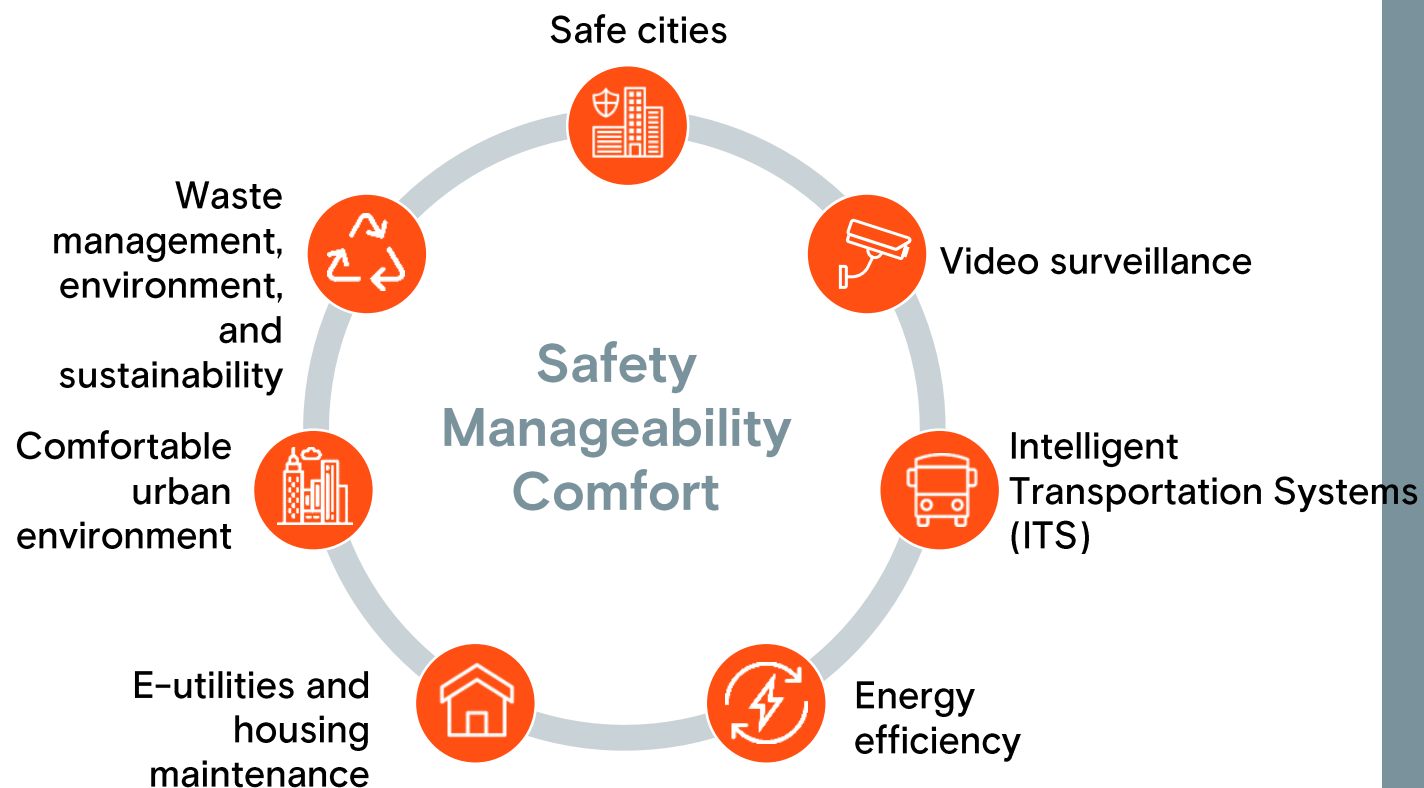 Safe cities
Video surveillance
Intelligent
Transportation Systems
(ITS)
Energy
efficiency
E-utilities and
housing
maintenance
Comfortable
urban
environment
Waste
management,
environment,
and
sustainability
Safety
Manageability
Comfort